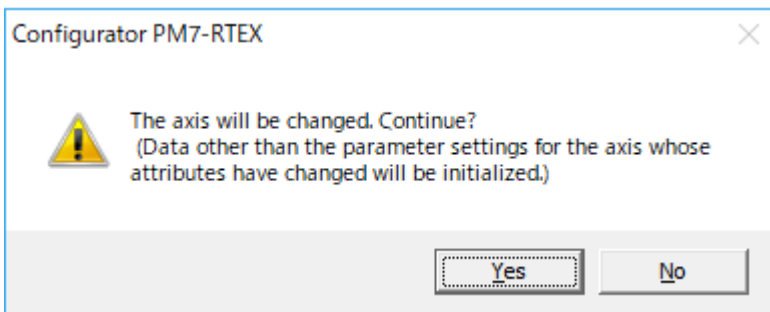 Configurator PM7-RTEX
The axis will be changed. Continue?
(Data other than the parameter settings for the axis whose
attributes have changed will be initialized.)
Yes
No